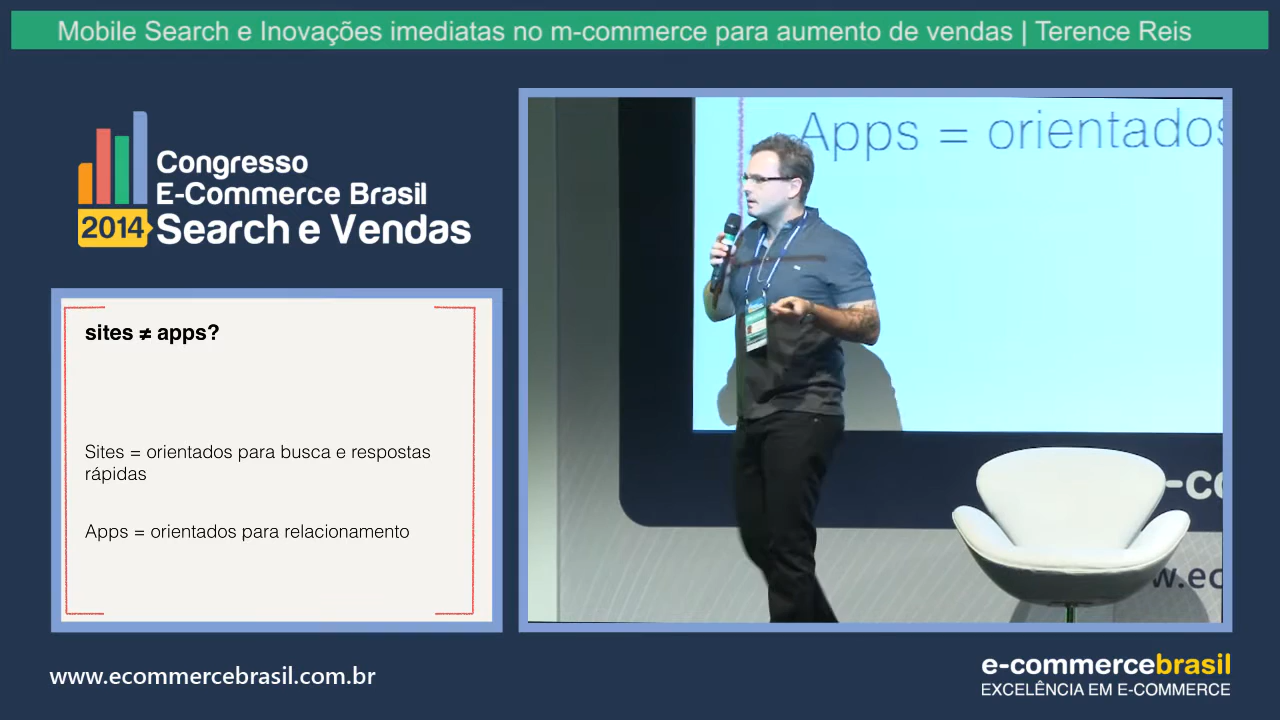 Mobile Search e Inovações imediatas no m-commerce para aumento de vendas | Terence Reis
Congresso
E-Commerce Brasil
2014 Search e Vendas
Apps = orientados
sites ≠ apps?
Sites = orientados para busca e respostas
rápidas
Apps = orientados para relacionamento
-co
w.ec
www.ecommercebrasil.com.br
e-commercebrasil
EXCELÊNCIA EM E-COMMERCE